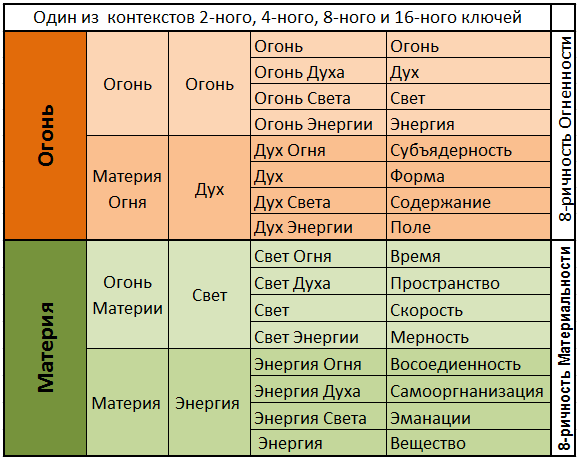 Один из контекстов 2-ного, 4-ного, 8-ного и 16-ного ключей
Огонь
Огонь
Огонь
Огонь Огонь
Огонь Духа Дух
Огонь Света Свет
Огонь Энергии Энергия
8-ричность Огненности
Материя
Огня
Дух
Дух Огня Субъядерность
Дух Форма
Дух Света Содержание
Дух Энергии Поле
Материя
Огонь
Материи
Свет
Свет Огня Время
Свет Духа Пространство
Свет Скорость
Свет Энергии Мерность
8-ричность Материальности
Материя
Энергия
Энергия Огня Восоедиенность
Энергия Духа Самооргнанизация
Энергия Света Эманации
Энергия Вещество